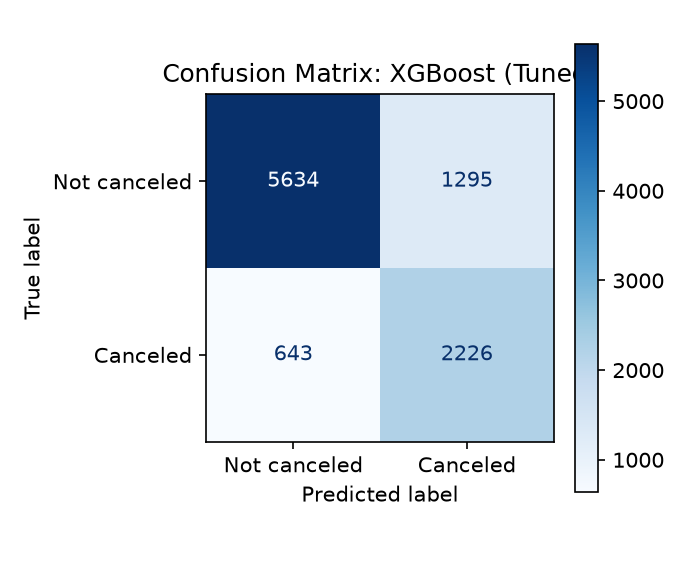 Confusion Matrix: XGBoost (Tune
5000
Not canceled
5634
1295
4000
True label
3000
Canceled
643
2226
2000
1000
Not canceled
Canceled
Predicted label